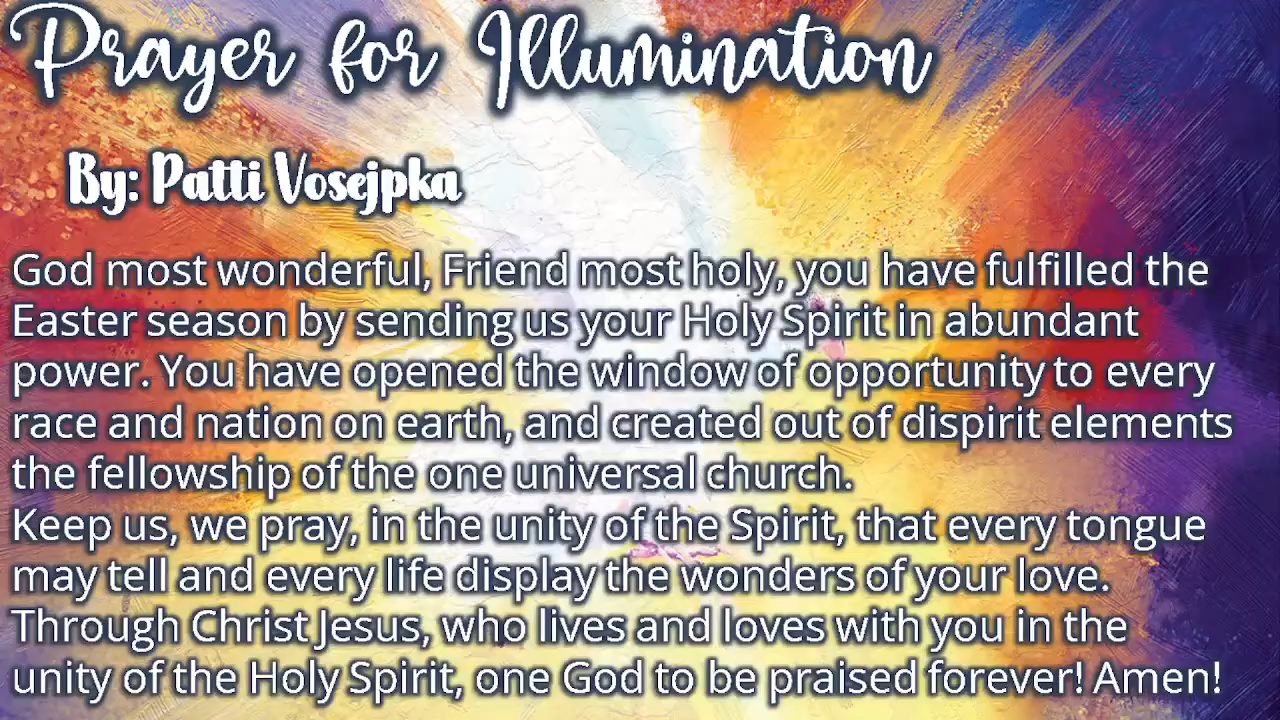 Prayer for Illumination
By: Patti Vosejpka
God most wonderful, Friend most holy, you have fulfilled the
Easter season by sending us your Holy Spirit in abundant
power. You have opened the window of opportunity to every
race and nation on earth, and created out of dispirit elements
the fellowship of the one universal church.
Keep us, we pray, in the unity of the Spirit, that every tongue
may tell and every life display the wonders of your love.
Through Christ Jesus, who lives and loves with you in the
unity of the Holy Spirit, one God to be praised forever! Amen!